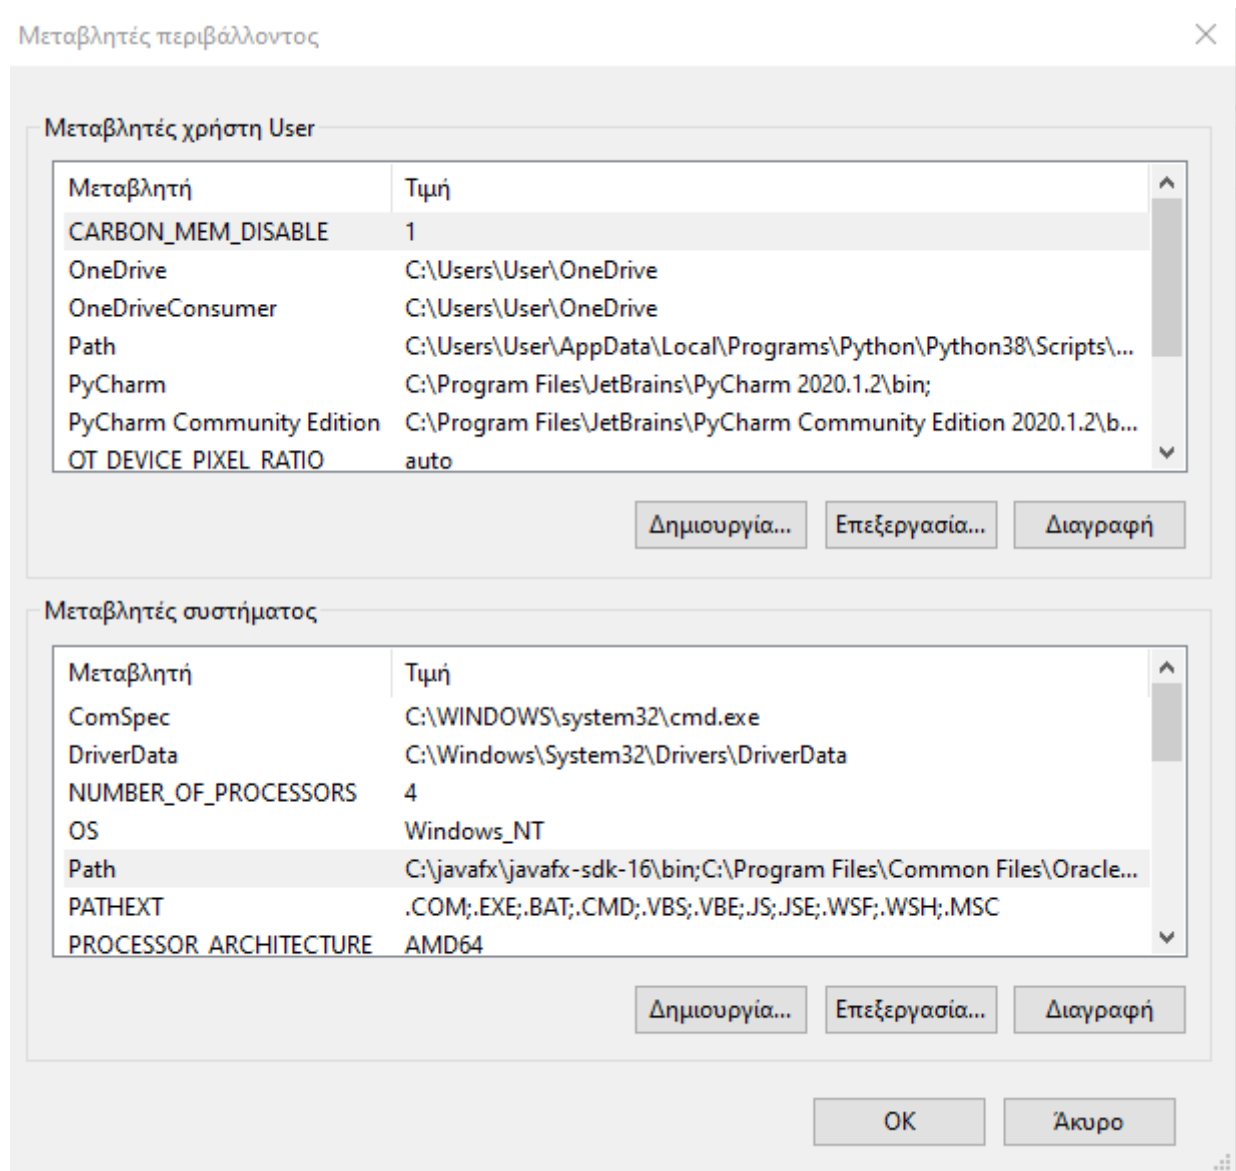 Μεταβλητές περιβάλλοντος
Μεταβλητές χρήστη User
Μεταβλητή Τιμή
CARBON_MEM_DISABLE 1
OneDrive C:\Users\User\OneDrive
OneDriveConsumer C:\Users\User\OneDrive
Path C:\Users\User\AppData\Local\Programs\Python\Python38\Scripts\...
PyCharm C:\Program Files\JetBrains\PyCharm 2020.1.2\bin;
PyCharm Community Edition C:\Program Files\JetBrains\PyCharm Community Edition 2020.1.2\b...
QT_DEVICE_PIXEL_RATIO auto
Δημιουργία... Επεξεργασία... Διαγραφή
Μεταβλητές συστήματος
Μεταβλητή Τιμή
ComSpec C:\WINDOWS\system32\cmd.exe
DriverData C:\Windows\System32\Drivers\DriverData
NUMBER_OF_PROCESSORS 4
OS Windows_NT
Path C:\javafx\javafx-sdk-16\bin;C:\Program Files\Common Files\Oracle...
PATHEXT .COM;.EXE;.BAT;.CMD;.VBS;.VBE;.JS;.JSE;.WSF;.WSH;.MSC
PROCESSOR_ARCHITECTURE AMD64
Δημιουργία... Επεξεργασία... Διαγραφή
OK Άκυρο